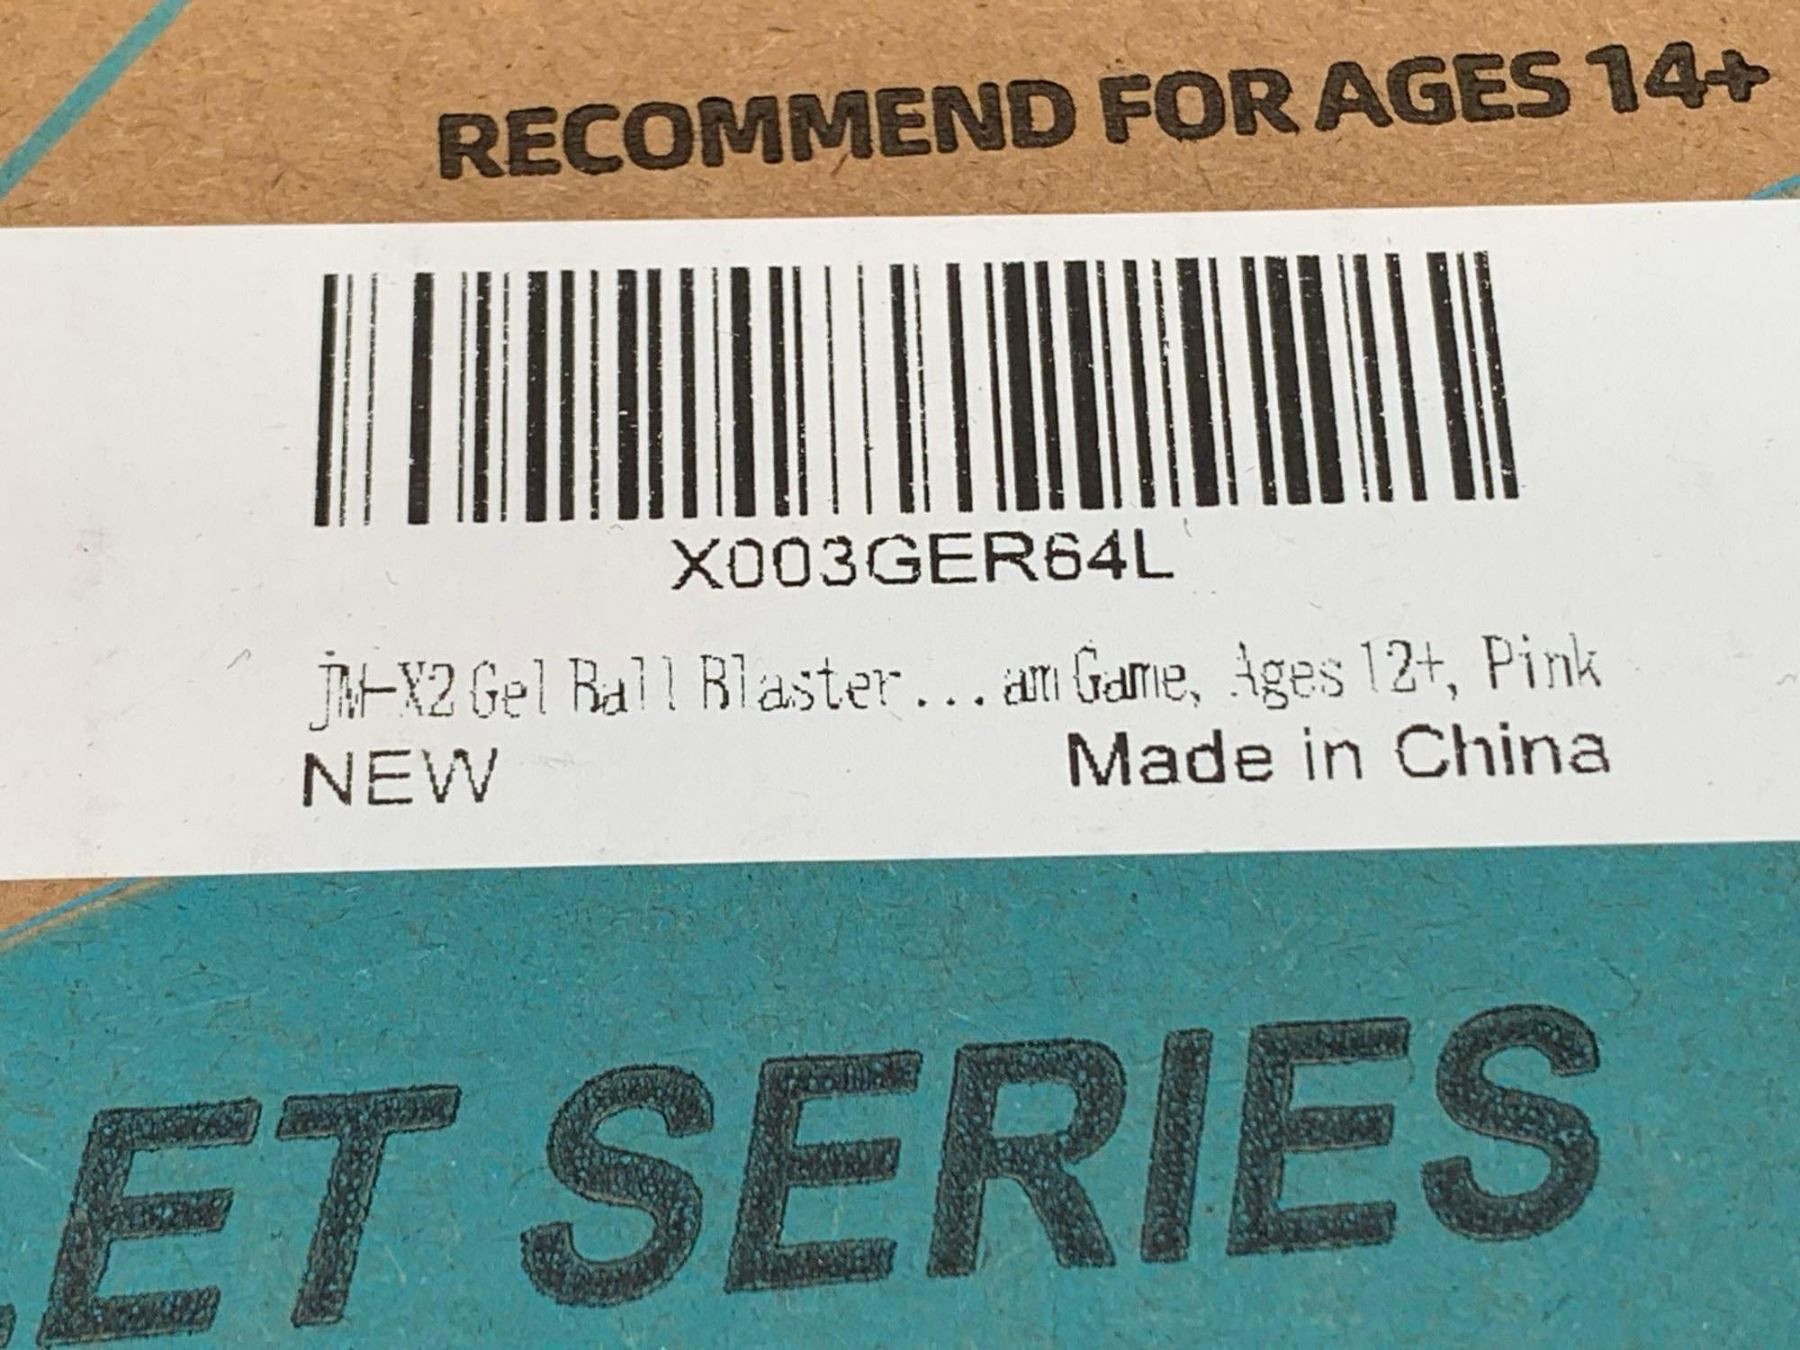 RECOMMEND FOR AGES 14+
X003GER64L
JM-X2 Gel Ball Blaster...am Game, Ages 12+, Pink
NEW Made in China
ET SERIES